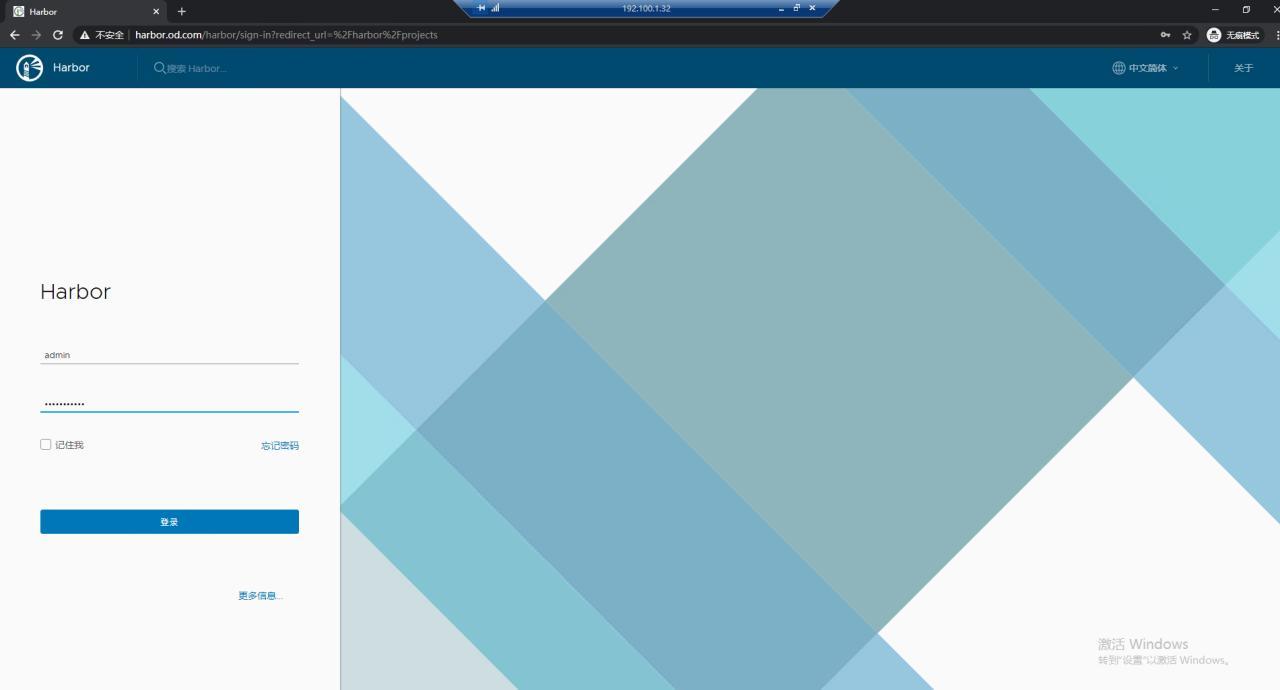 Harbor
192.100.1.32
不安全 harbor.od.com/harbor/sign-in?redirect_url=%2Fharbor%2Fprojects
无痕模式
Harbor
搜索 Harbor...
中文简体
关于
Harbor
admin
•••••••••••
记住我 忘记密码
登录
更多信息...
激活 Windows
转到"设置"以激活 Windows。